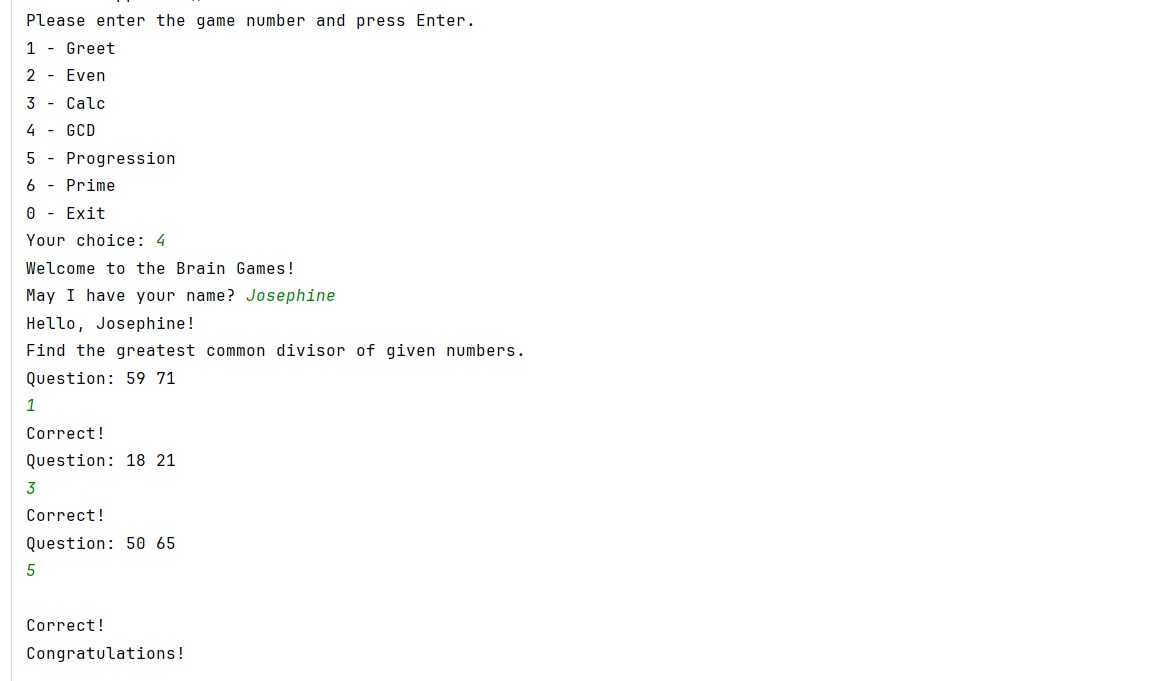 Please enter the game number and press Enter.
1 - Greet
2 - Even
3 - Calc
4 - GCD
5 - Progression
6 - Prime
0 - Exit
Your choice: 4
Welcome to the Brain Games!
May I have your name? Josephine
Hello, Josephine!
Find the greatest common divisor of given numbers.
Question: 59 71
1
Correct!
Question: 18 21
3
Correct!
Question: 50 65
5
Correct!
Congratulations!